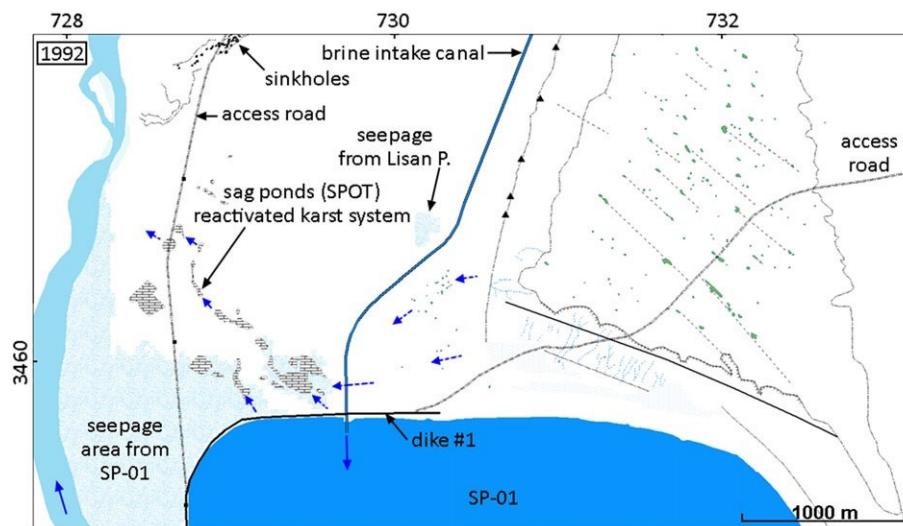 728
730
732
1992
brine intake canal
sinkholes
access road
seepage
from Lisan P.
access
road
sag ponds (SPOT)
reactivated karst system
3460
seepage
area from
SP-01
dike #1
SP-01
1000 m